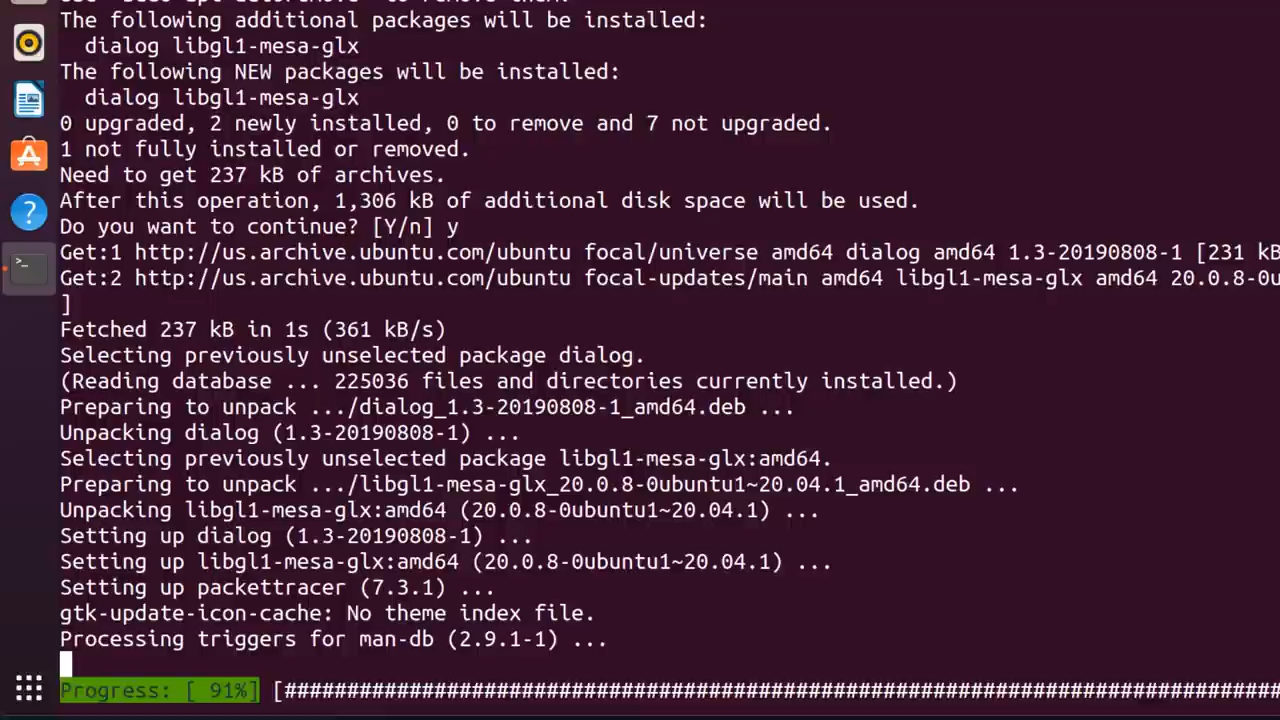 The following additional packages will be installed:
dialog libgl1-mesa-glx
The following NEW packages will be installed:
dialog libgl1-mesa-glx
0 upgraded, 2 newly installed, 0 to remove and 7 not upgraded.
1 not fully installed or removed.
Need to get 237 kB of archives.
After this operation, 1,306 kB of additional disk space will be used.
Do you want to continue? [Y/n] y
Get:1 http://us.archive.ubuntu.com/ubuntu focal/universe amd64 dialog amd64 1.3-20190808-1 [231 kB
Get:2 http://us.archive.ubuntu.com/ubuntu focal-updates/main amd64 libgl1-mesa-glx amd64 20.0.8-0u
]
Fetched 237 kB in 1s (361 kB/s)
Selecting previously unselected package dialog.
(Reading database ... 225036 files and directories currently installed.)
Preparing to unpack .../dialog_1.3-20190808-1_amd64.deb ...
Unpacking dialog (1.3-20190808-1) ...
Selecting previously unselected package libgl1-mesa-glx:amd64.
Preparing to unpack .../libgl1-mesa-glx_20.0.8-0ubuntu1~20.04.1_amd64.deb ...
Unpacking libgl1-mesa-glx:amd64 (20.0.8-0ubuntu1~20.04.1) ...
Setting up dialog (1.3-20190808-1) ...
Setting up libgl1-mesa-glx:amd64 (20.0.8-0ubuntu1~20.04.1) ...
Setting up packettracer (7.3.1) ...
gtk-update-icon-cache: No theme index file.
Processing triggers for man-db (2.9.1-1) ...
Progress: [ 91%] [##################################################################################